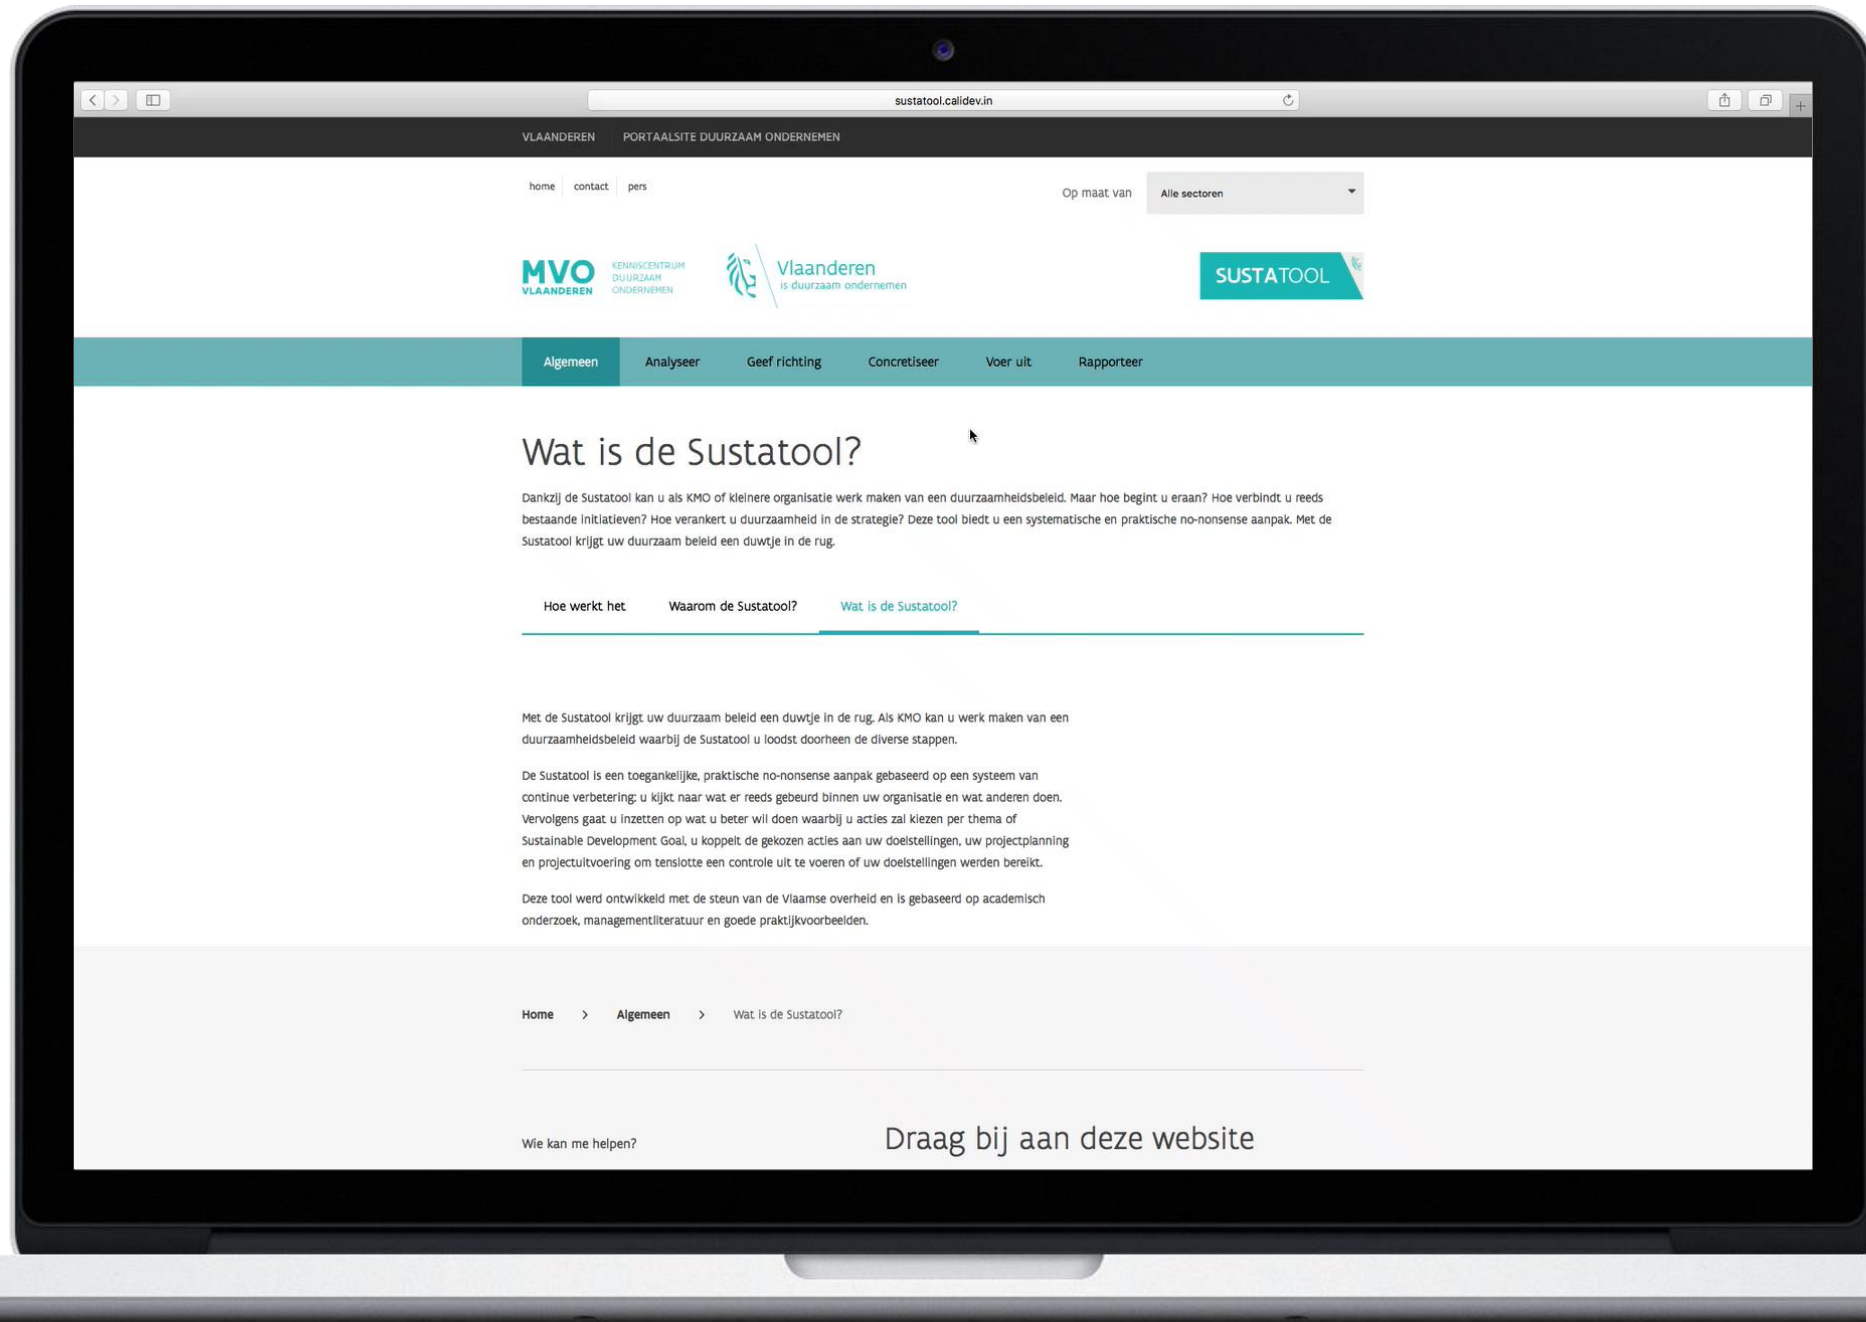 sustatool.calidev.in
VLAANDEREN PORTAALSITE DUURZAAM ONDERNEMEN
home contact pers
Op maat van Alle sectoren
MVO
VLAANDEREN
KENNISCENTRUM
DUURZAAM
ONDERNEMEN
Vlaanderen
is duurzaam ondernemen
SUSTATOOL
Algemeen Analyseer Geef richting Concretiseer Voer uit Rapporteer
Wat is de Sustatool?
Dankzij de Sustatool kan u als KMO of kleinere organisatie werk maken van een duurzaamheidsbeleid. Maar hoe begint u eraan? Hoe verbindt u reeds
bestaande initiatieven? Hoe verankert u duurzaamheid in de strategie? Deze tool biedt u een systematische en praktische no-nonsense aanpak. Met de
Sustatool krijgt uw duurzaam beleid een duwtje in de rug.
Hoe werkt het Waarom de Sustatool? Wat is de Sustatool?
Met de Sustatool krijgt uw duurzaam beleid een duwtje in de rug. Als KMO kan u werk maken van een
duurzaamheidsbeleid waarbij de Sustatool u loodst doorheen de diverse stappen.
De Sustatool is een toegankelijke, praktische no-nonsense aanpak gebaseerd op een systeem van
continue verbetering: u kijkt naar wat er reeds gebeurd binnen uw organisatie en wat anderen doen.
Vervolgens gaat u inzetten op wat u beter wil doen waarbij u acties zal kiezen per thema of
Sustainable Development Goal, u koppelt de gekozen acties aan uw doelstellingen, uw projectplanning
en projectuitvoering om tenslotte een controle uit te voeren of uw doelstellingen werden bereikt.
Deze tool werd ontwikkeld met de steun van de Vlaamse overheid en is gebaseerd op academisch
onderzoek, managementliteratuur en goede praktijkvoorbeelden.
Home > Algemeen > Wat is de Sustatool?
Wie kan me helpen?
Draag bij aan deze website